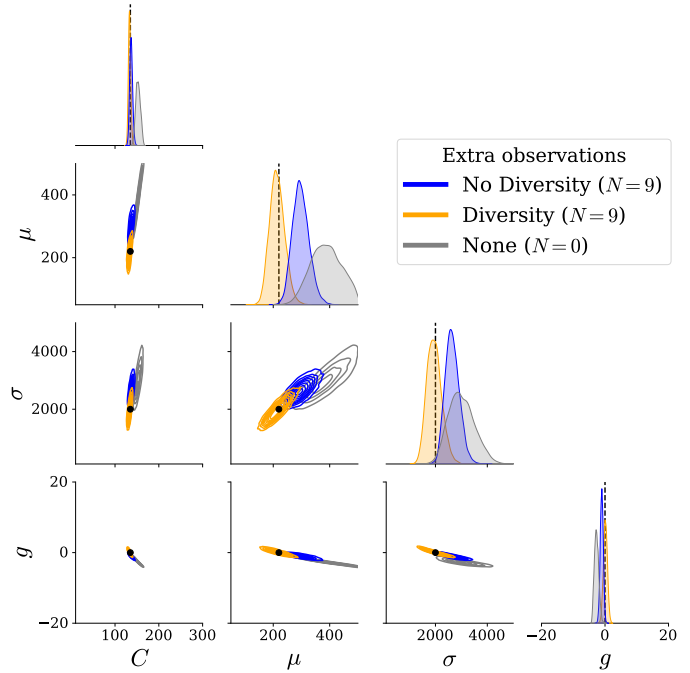 Extra observations
No Diversity (N = 9)
Diversity (N = 9)
None (N = 0)
400
200
μ
4000
2000
σ
20
0
−20
g
100 200 300
C
200 400
μ
2000 4000
σ
−20 0 20
g